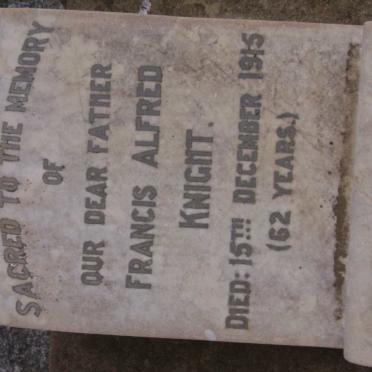 SACRED TO THE MEMORY
OF
OUR DEAR FATHER
FRANCIS ALFRED
KNIGHT.
DIED: 15TH DECEMBER 1915
(62 YEARS.)